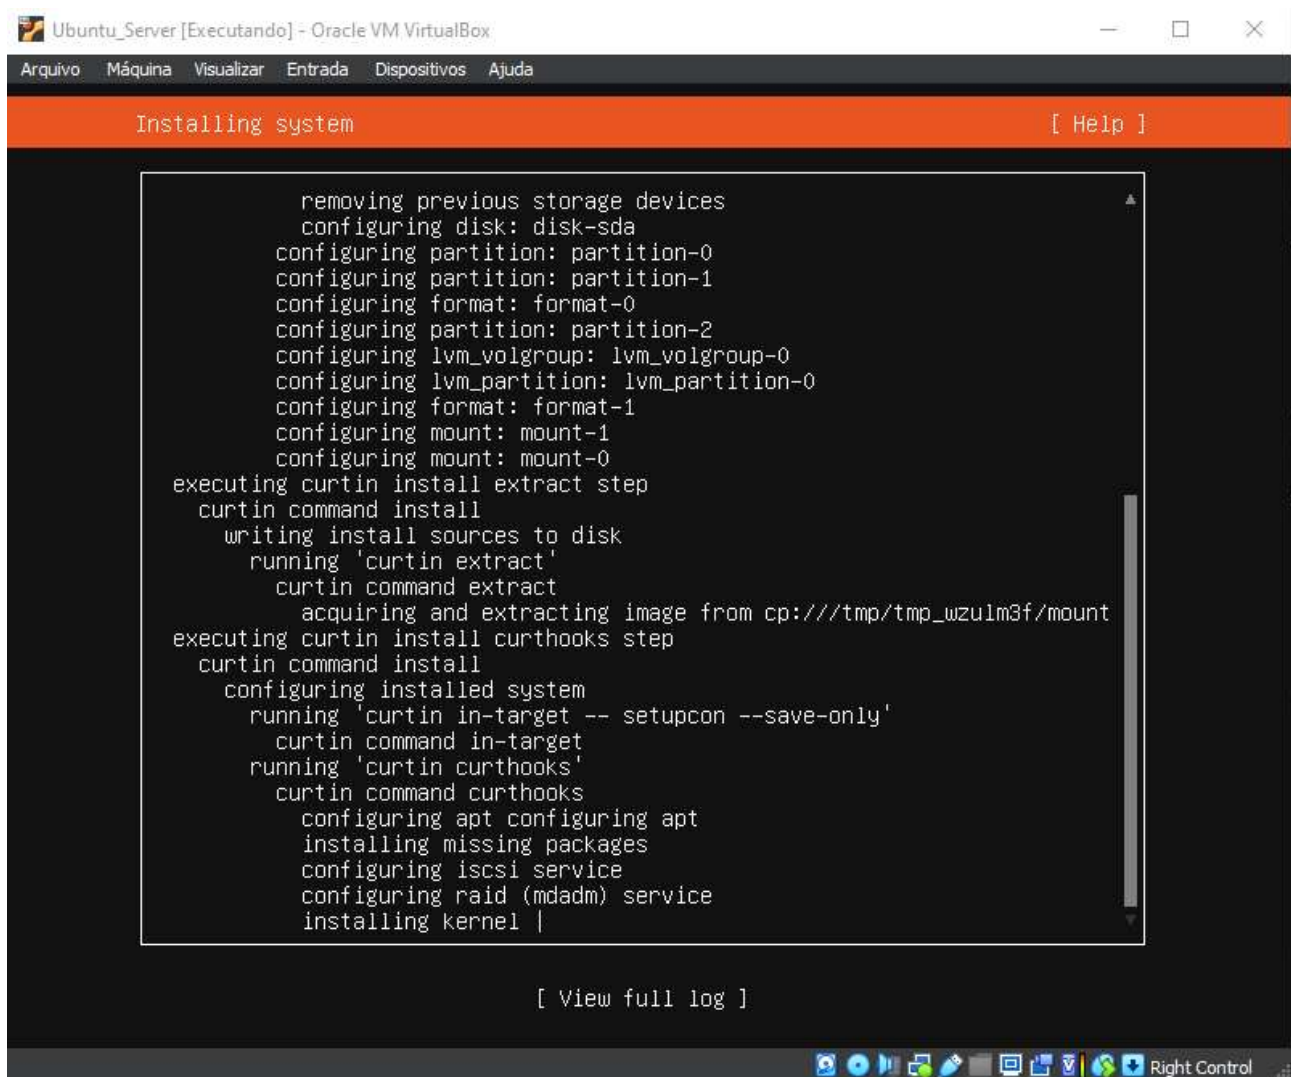 Ubuntu_Server [Executando] - Oracle VM VirtualBox
Arquivo Máquina Visualizar Entrada Dispositivos Ajuda
Installing system [ Help ]
removing previous storage devices
configuring disk: disk-sda
configuring partition: partition-0
configuring partition: partition-1
configuring format: format-0
configuring partition: partition-2
configuring lvm_volgroup: lvm_volgroup-0
configuring lvm_partition: lvm_partition-0
configuring format: format-1
configuring mount: mount-1
configuring mount: mount-0
executing curtin install extract step
curtin command install
writing install sources to disk
running 'curtin extract'
curtin command extract
acquiring and extracting image from cp:///tmp/tmp_wzulm3f/mount
executing curtin install curthooks step
curtin command install
configuring installed system
running 'curtin in-target -- setupcon --save-only'
curtin command in-target
running 'curtin curthooks'
curtin command curthooks
configuring apt configuring apt
installing missing packages
configuring iscsi service
configuring raid (mdadm) service
installing kernel |
[ View full log ]
Right Control